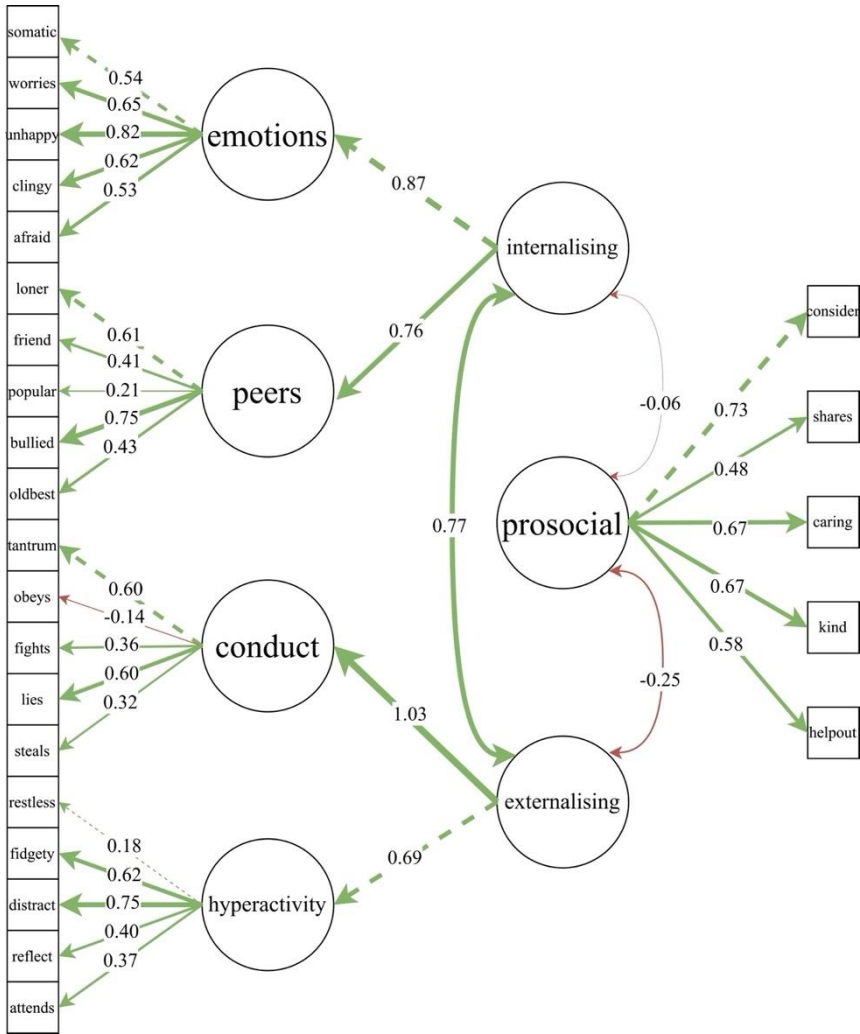 somatic
worries
unhappy
clingy
afraid
loner
friend
popular
bullied
oldbest
tantrum
obeys
fights
lies
steals
restless
fidgety
distract
reflect
attends
0.54
0.65
0.82
0.62
0.53
0.61
0.41
0.21
0.75
0.43
0.60
-0.14
0.36
0.60
0.32
0.18
0.62
0.75
0.40
0.37
emotions
peers
conduct
hyperactivity
0.87
0.76
1.03
0.69
internalising
prosocial
externalising
0.77
-0.06
-0.25
0.73
0.48
0.67
0.67
0.58
consider
shares
caring
kind
helpout